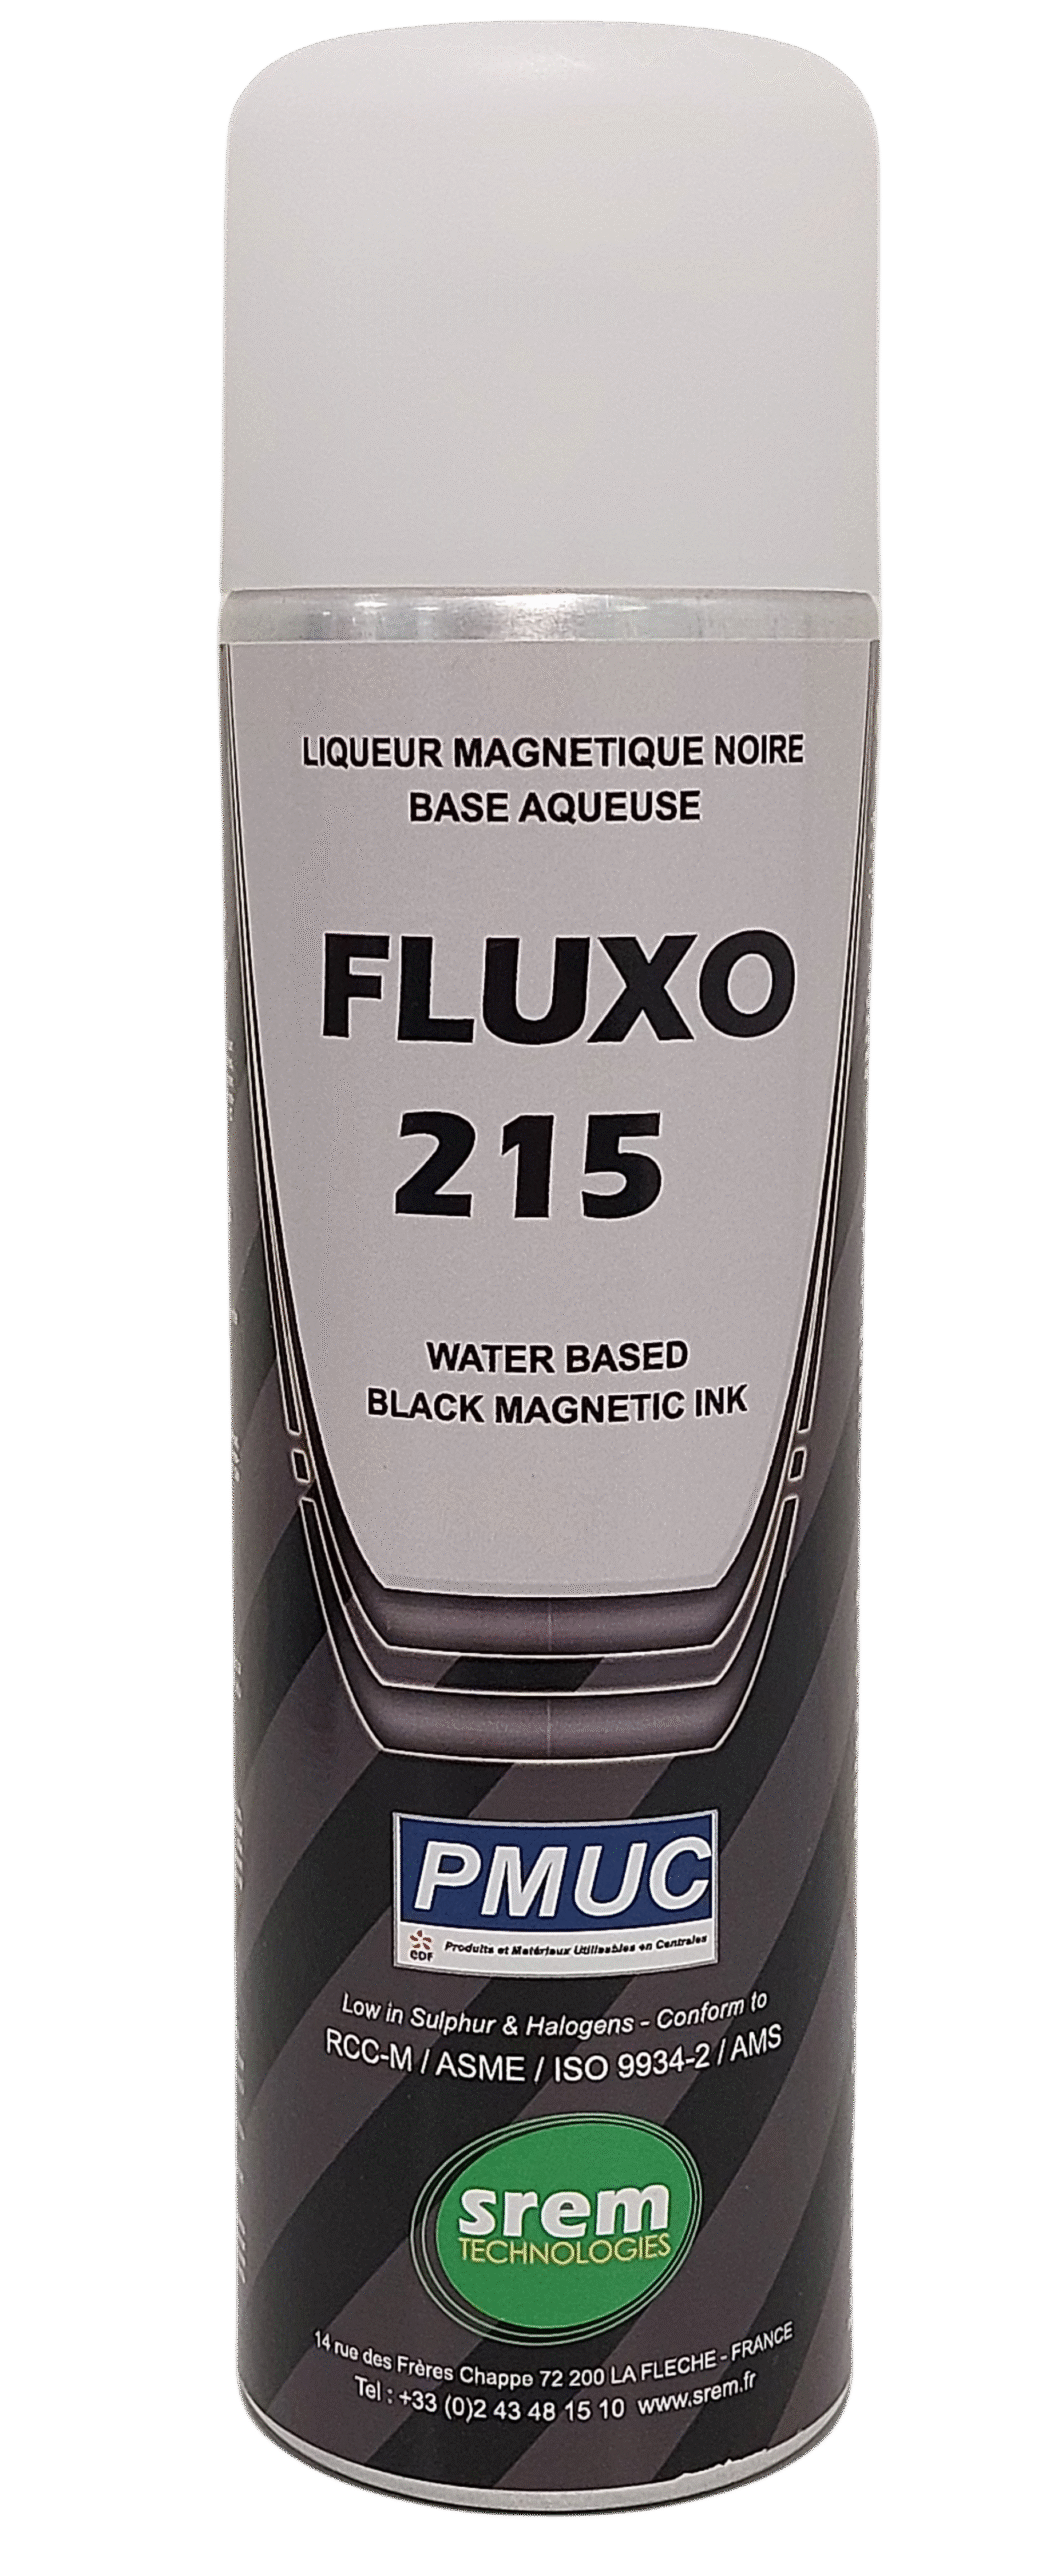 LIQUEUR MAGNETIQUE NOIRE
BASE AQUEUSE
FLUXO
215
WATER BASED
BLACK MAGNETIC INK
PMUC
eDF Produits et Matériaux Utilisables en Centrales
Low in Sulphur & Halogens - Conform to
RCC-M / ASME / ISO 9934-2 / AMS
srem
TECHNOLOGIES
14 rue des Frères Chappe 72 200 LA FLECHE - FRANCE
Tel : +33 (0)2 43 48 15 10 www.srem.fr